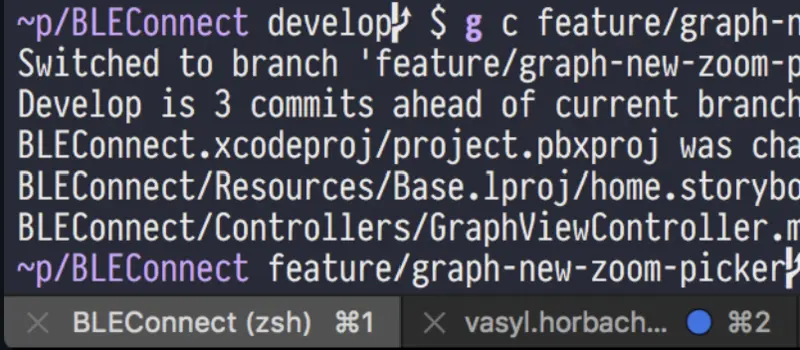 ~p/BLEConnect develop $ g c feature/graph-n
Switched to branch 'feature/graph-new-zoom-p
Develop is 3 commits ahead of current branch
BLEConnect.xcodeproj/project.pbxproj was cha
BLEConnect/Resources/Base.lproj/home.storybo
BLEConnect/Controllers/GraphViewController.m
~p/BLEConnect feature/graph-new-zoom-picker
BLEConnect (zsh) ⌘1 vasyl.horbach... ⌘2